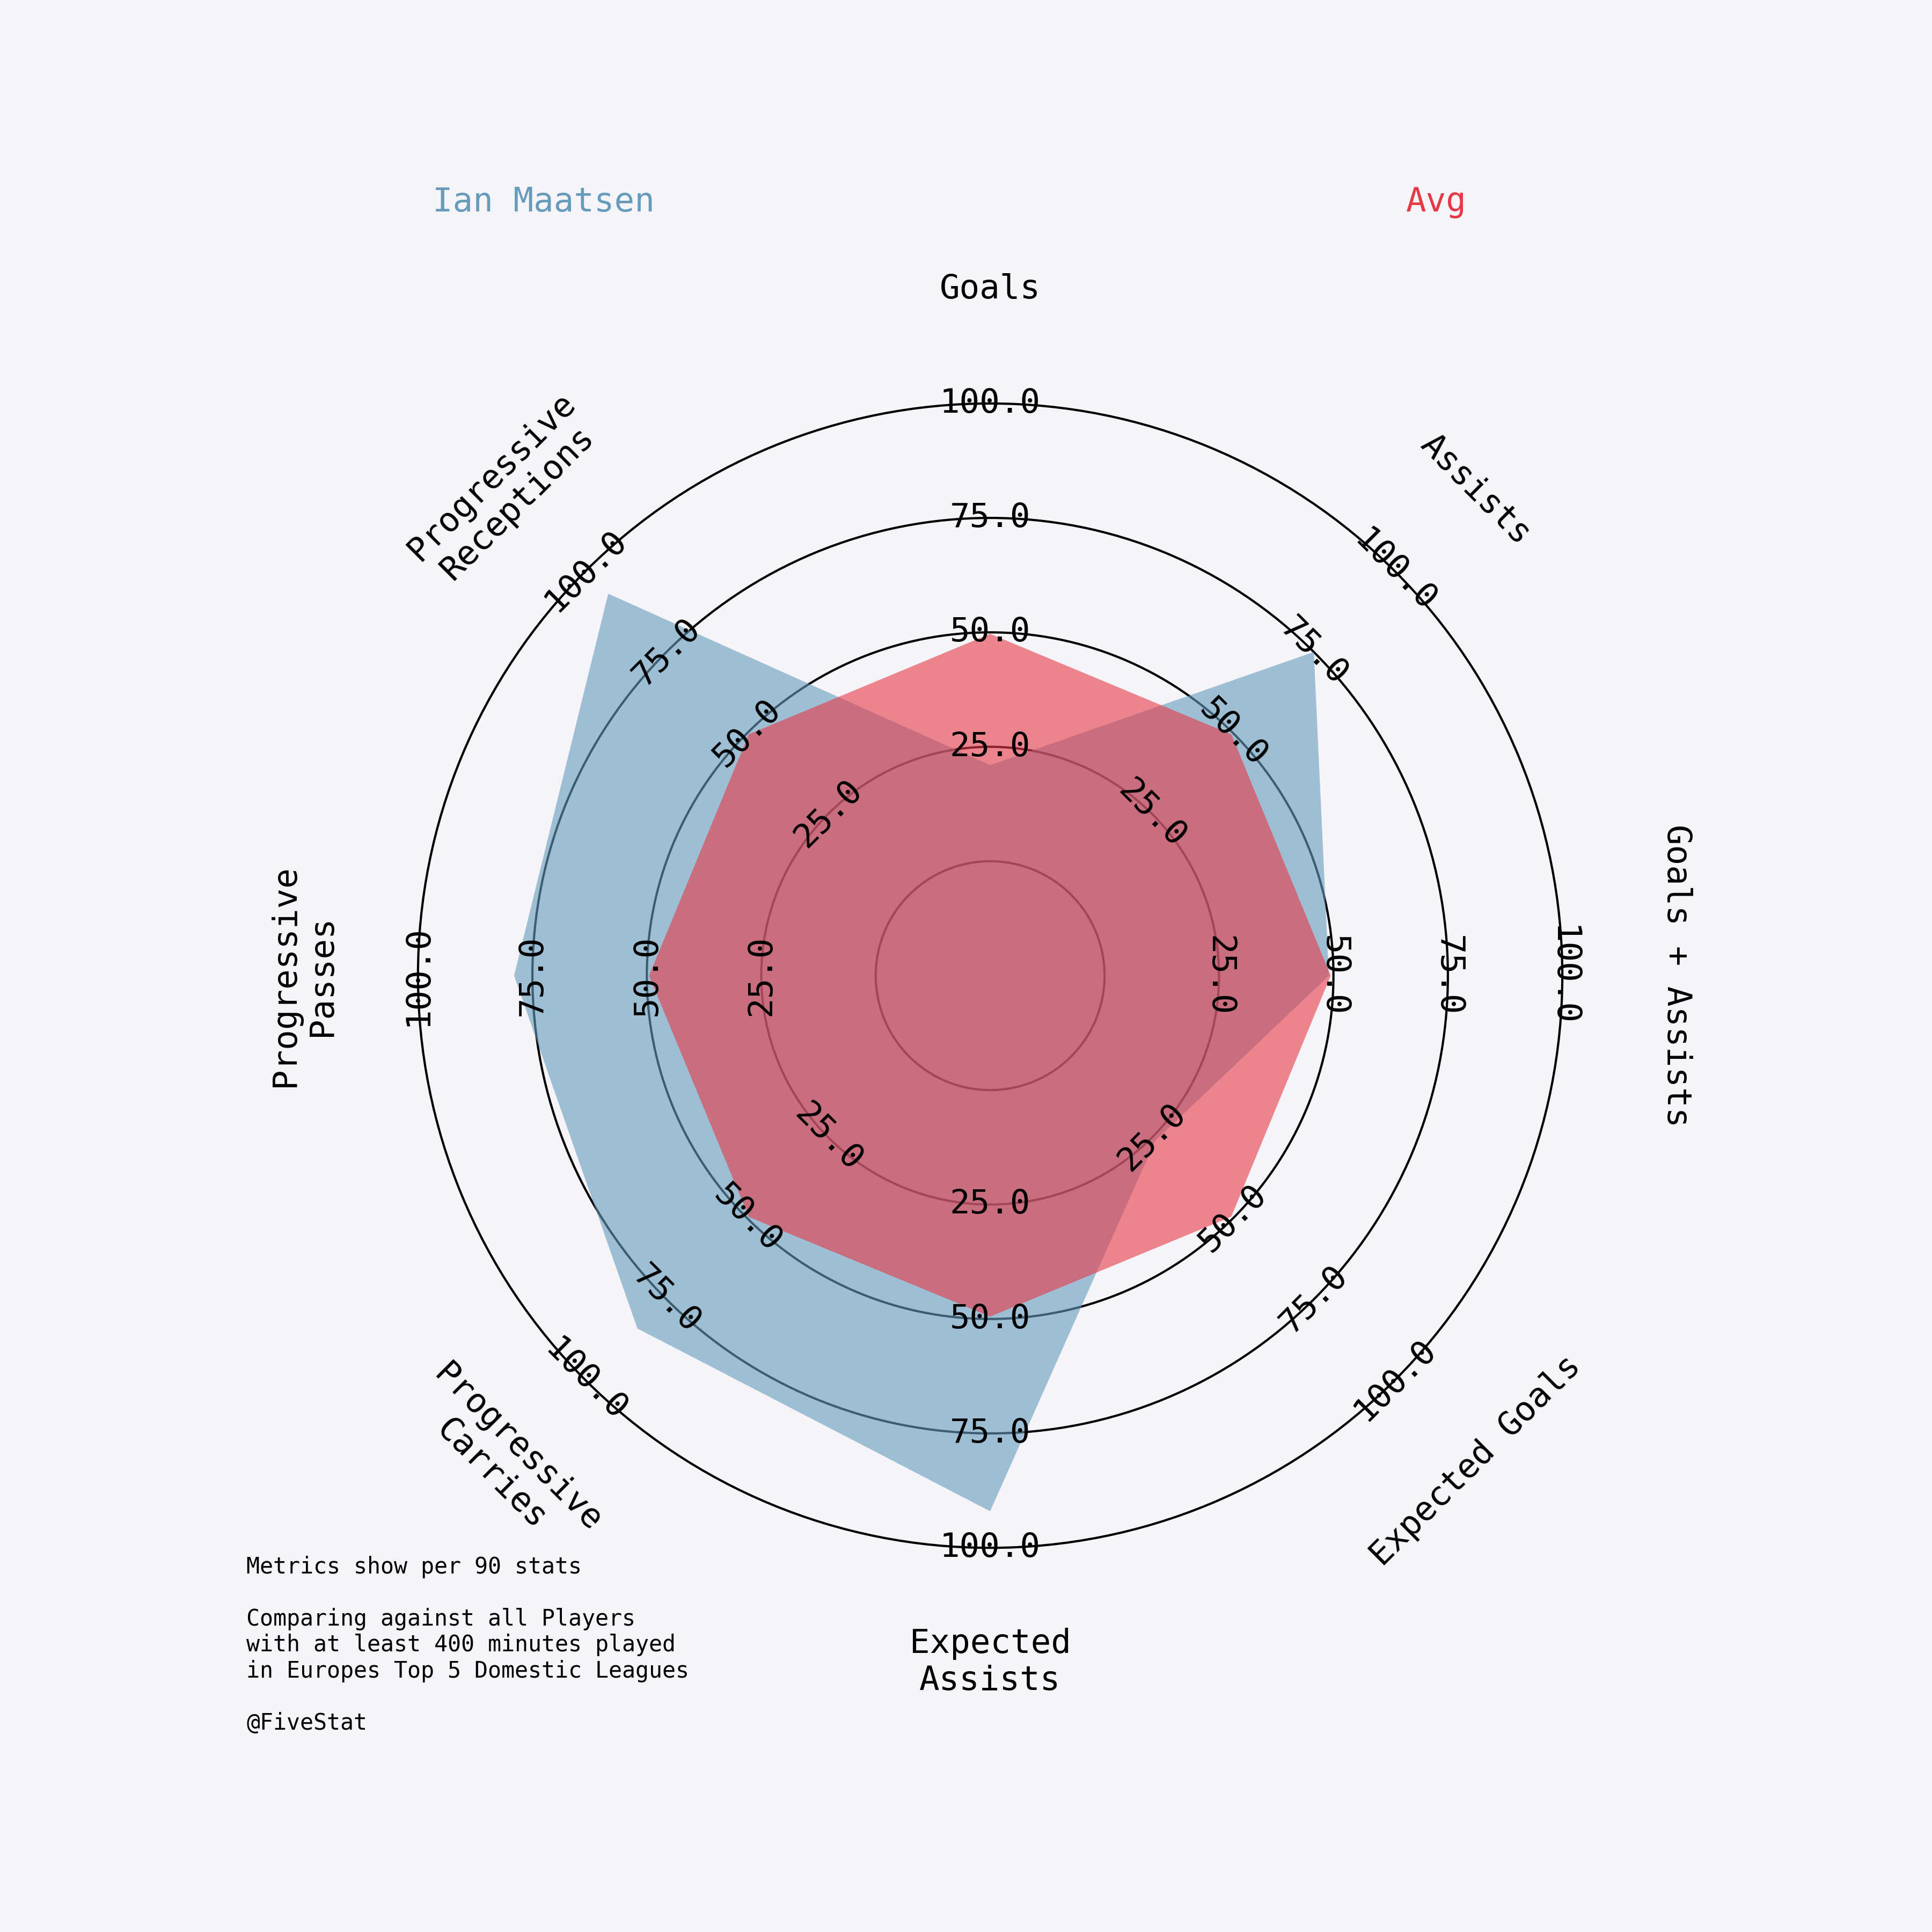 Ian Maatsen
Avg
Goals
Assists
Goals + Assists
Expected Goals
Expected
Assists
Progressive
Carries
Progressive
Passes
Progressive
Receptions
25.0
50.0
75.0
100.0
25.0
50.0
75.0
100.0
25.0
50.0
75.0
100.0
25.0
50.0
75.0
100.0
25.0
50.0
75.0
100.0
25.0
50.0
75.0
100.0
25.0
50.0
75.0
100.0
25.0
50.0
75.0
100.0
Metrics show per 90 stats
Comparing against all Players
with at least 400 minutes played
in Europes Top 5 Domestic Leagues
@FiveStat